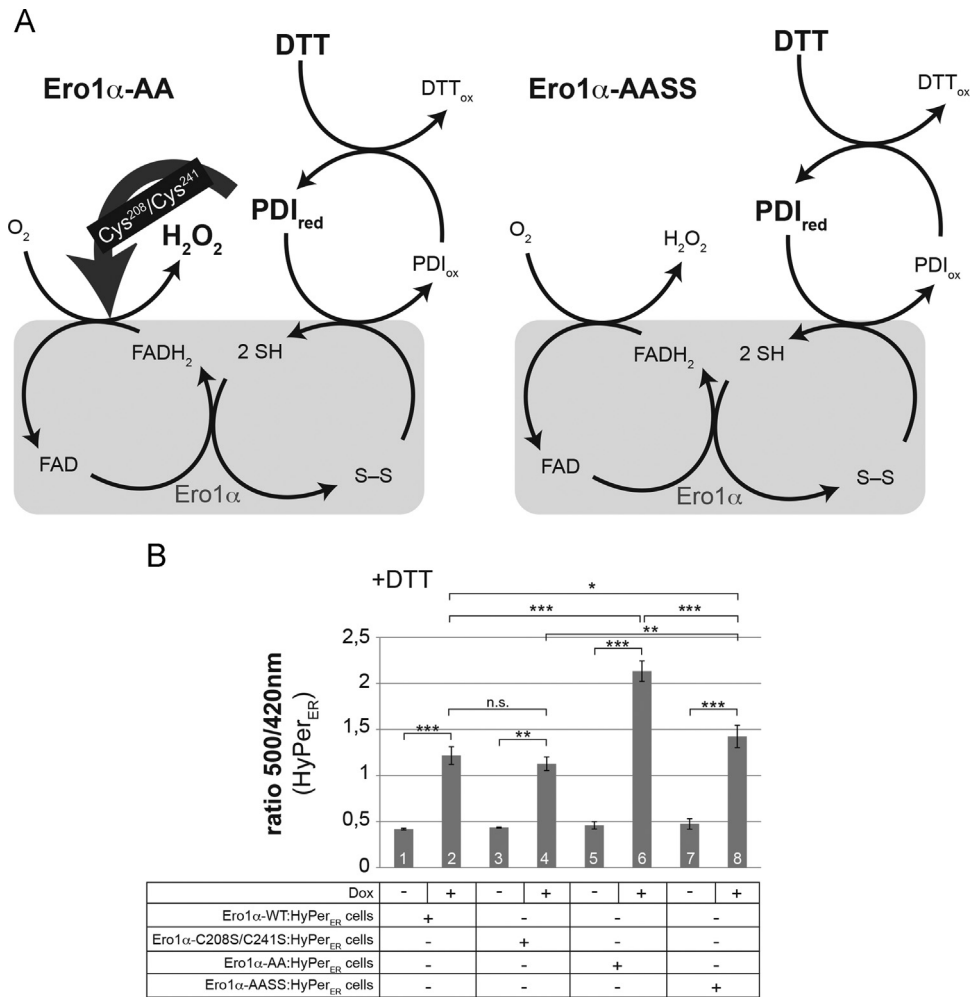 A
Ero1α-AA
DTT
DTTox
Cys208/Cys241
O2
H2O2
PDIred
PDIox
FADH2
2 SH
FAD
Ero1α
S–S
Ero1α-AASS
DTT
DTTox
O2
H2O2
PDIred
PDIox
FADH2
2 SH
FAD
Ero1α
S–S
B
+DTT
*
*** ***
**
***
n.s.
*** ** ***
ratio 500/420nm
(HyPerER)
2,5
2
1,5
1
0,5
0
1 2 3 4 5 6 7 8
Dox - + - + - + - +
Ero1α-WT:HyPerER cells + - - -
Ero1α-C208S/C241S:HyPerER cells - + - -
Ero1α-AA:HyPerER cells - - + -
Ero1α-AASS:HyPerER cells - - - +